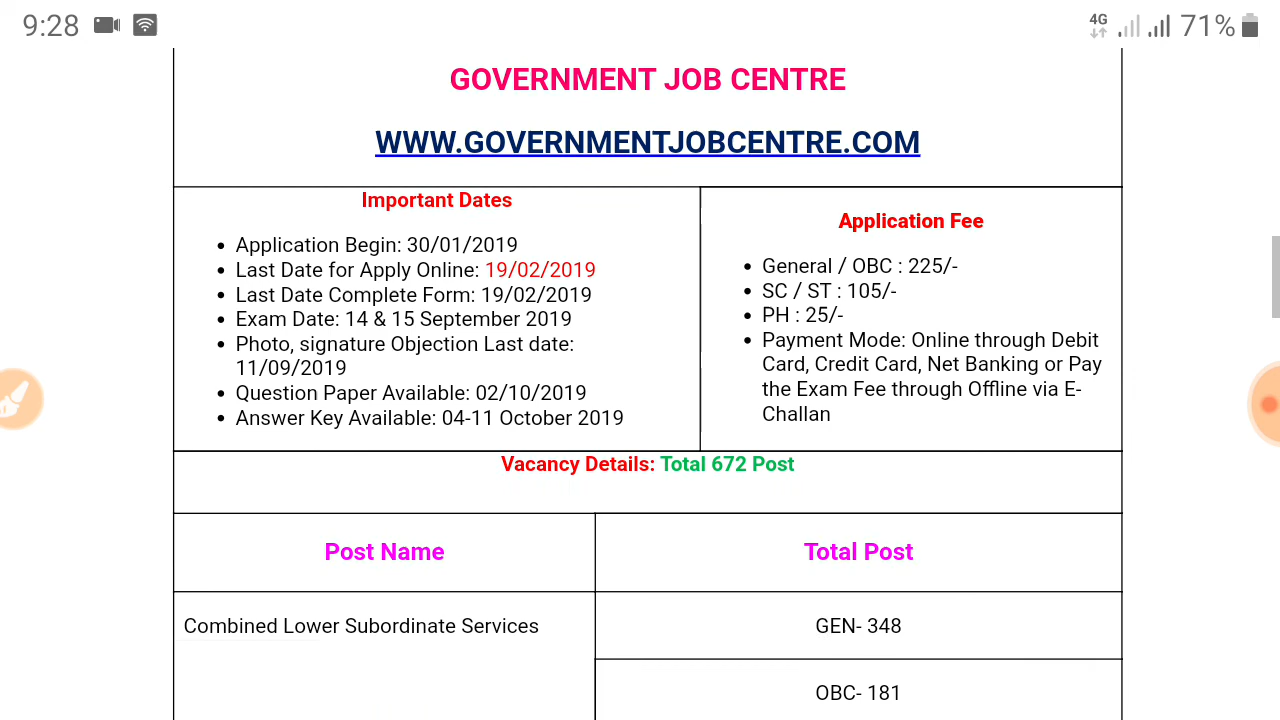 9:28
4G
71%
GOVERNMENT JOB CENTRE
WWW.GOVERNMENTJOBCENTRE.COM
Important Dates
Application Begin: 30/01/2019
Last Date for Apply Online: 19/02/2019
Last Date Complete Form: 19/02/2019
Exam Date: 14 & 15 September 2019
Photo, signature Objection Last date:
11/09/2019
Question Paper Available: 02/10/2019
Answer Key Available: 04-11 October 2019
Application Fee
General / OBC : 225/-
SC / ST : 105/-
PH : 25/-
Payment Mode: Online through Debit
Card, Credit Card, Net Banking or Pay
the Exam Fee through Offline via E-
Challan
Vacancy Details: Total 672 Post
Post Name
Total Post
Combined Lower Subordinate Services
GEN- 348
OBC- 181